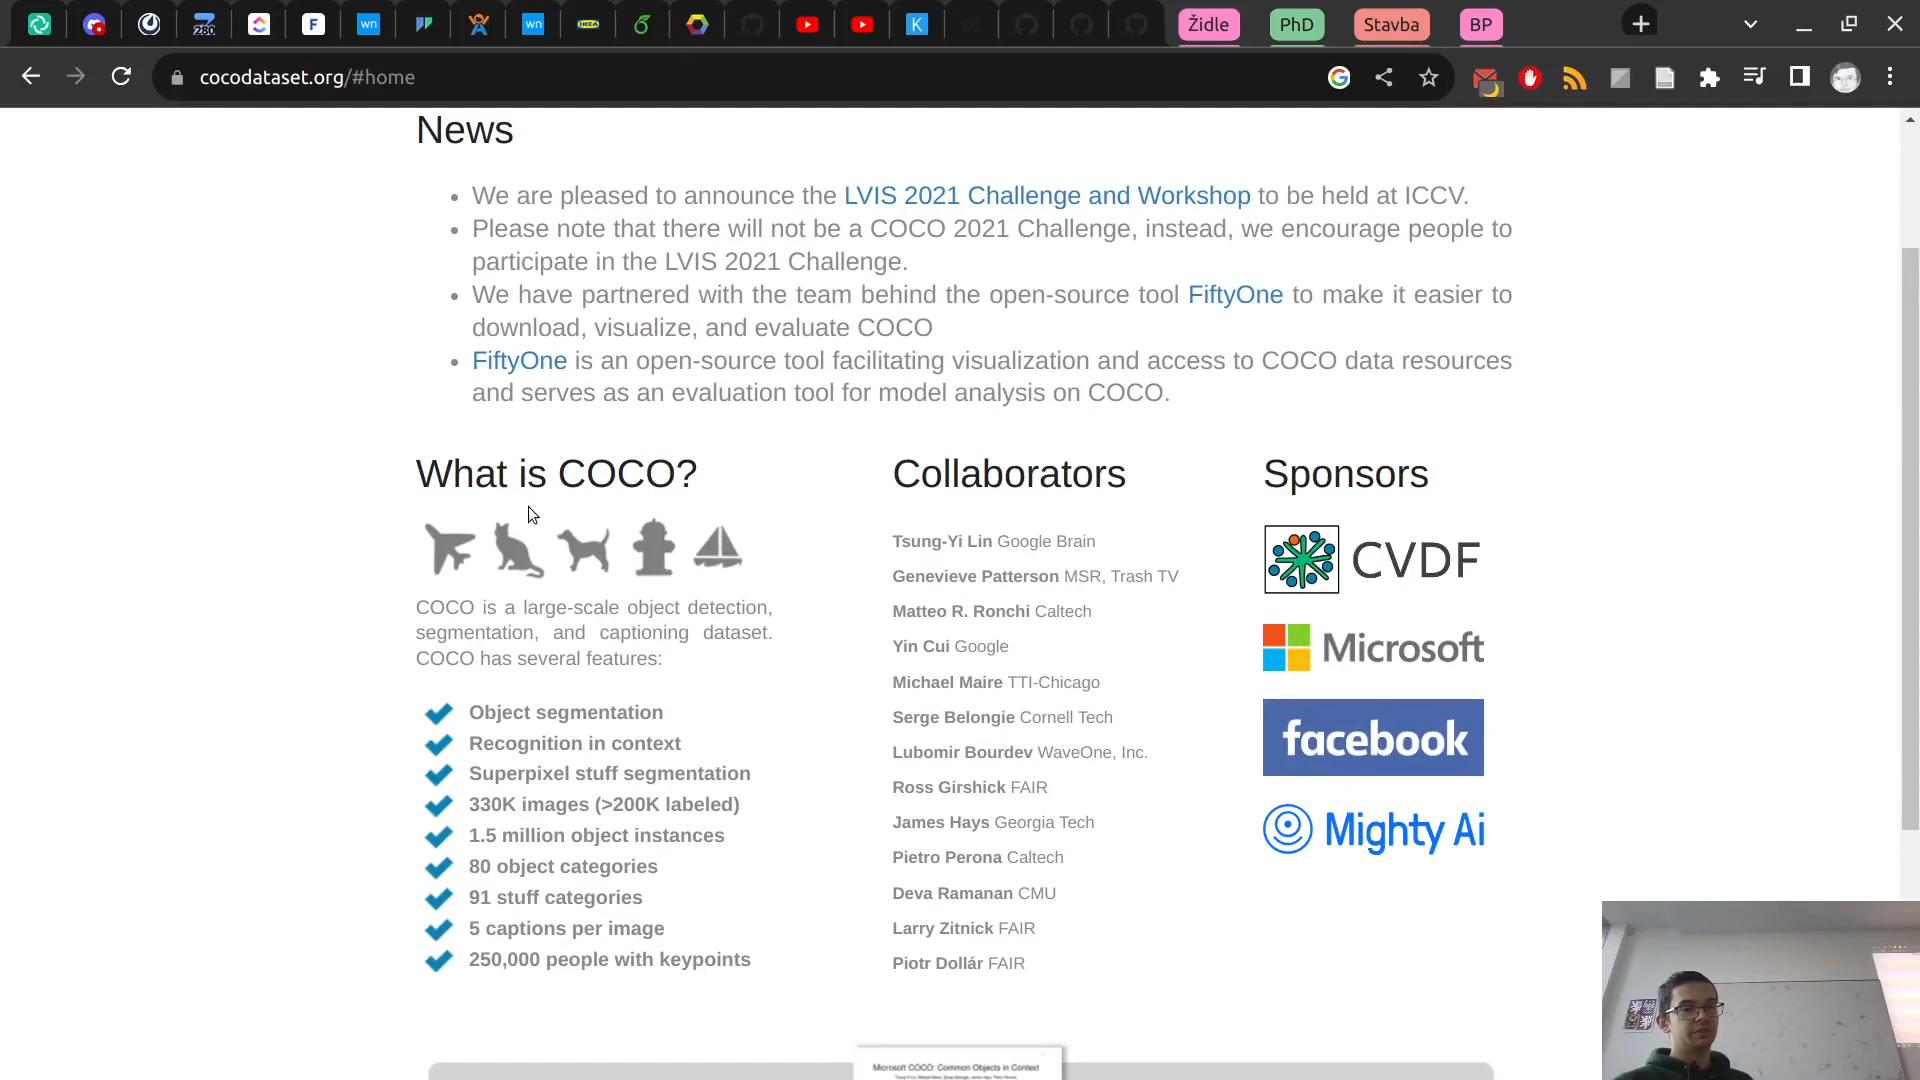 280
wn
F
wn
IKEA
K
Židle
PhD
Stavba
BP
cocodataset.org/#home
News
We are pleased to announce the LVIS 2021 Challenge and Workshop to be held at ICCV.
Please note that there will not be a COCO 2021 Challenge, instead, we encourage people to
participate in the LVIS 2021 Challenge.
We have partnered with the team behind the open-source tool FiftyOne to make it easier to
download, visualize, and evaluate COCO
FiftyOne is an open-source tool facilitating visualization and access to COCO data resources
and serves as an evaluation tool for model analysis on COCO.
What is COCO?
COCO is a large-scale object detection,
segmentation, and captioning dataset.
COCO has several features:
Object segmentation
Recognition in context
Superpixel stuff segmentation
330K images (>200K labeled)
1.5 million object instances
80 object categories
91 stuff categories
5 captions per image
250,000 people with keypoints
Collaborators
Tsung-Yi Lin Google Brain
Genevieve Patterson MSR, Trash TV
Matteo R. Ronchi Caltech
Yin Cui Google
Michael Maire TTI-Chicago
Serge Belongie Cornell Tech
Lubomir Bourdev WaveOne, Inc.
Ross Girshick FAIR
James Hays Georgia Tech
Pietro Perona Caltech
Deva Ramanan CMU
Larry Zitnick FAIR
Piotr Dollár FAIR
Sponsors
CVDF
Microsoft
facebook
Mighty Ai
Microsoft COCO: Common Objects in Context